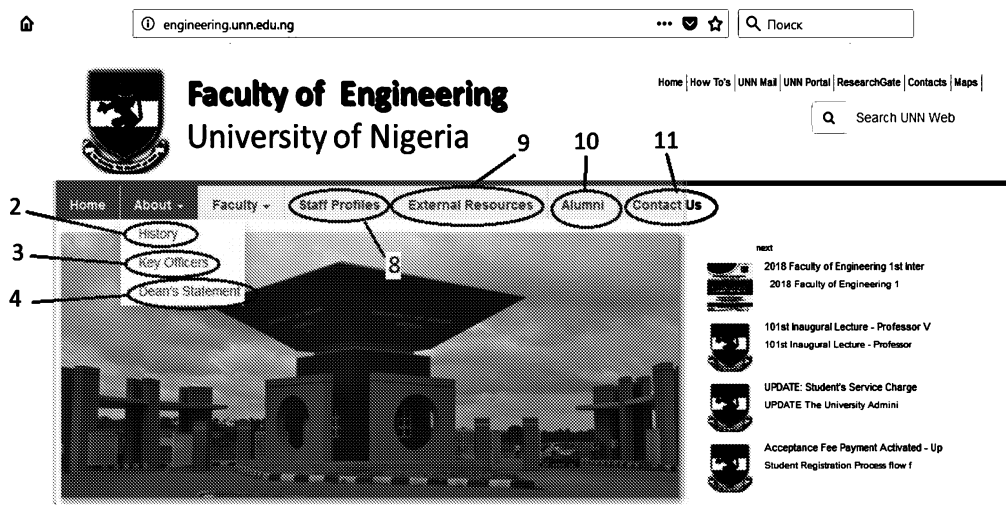 engineering.unn.edu.ng
Поиск
Faculty of Engineering
University of Nigeria
Home | How To's | UNN Mail | UNN Portal | ResearchGate | Contacts | Maps |
Search UNN Web
9 10 11
Home About Faculty Staff Profiles External Resources Alumni Contact Us
2 History
3 Key Officers
4 Dean's Statement
8
next
2018 Faculty of Engineering 1st Inter
2018 Faculty of Engineering 1
101st Inaugural Lecture - Professor V
101st Inaugural Lecture - Professor
UPDATE: Student's Service Charge
UPDATE The University Admini
Acceptance Fee Payment Activated - Up
Student Registration Process flow f